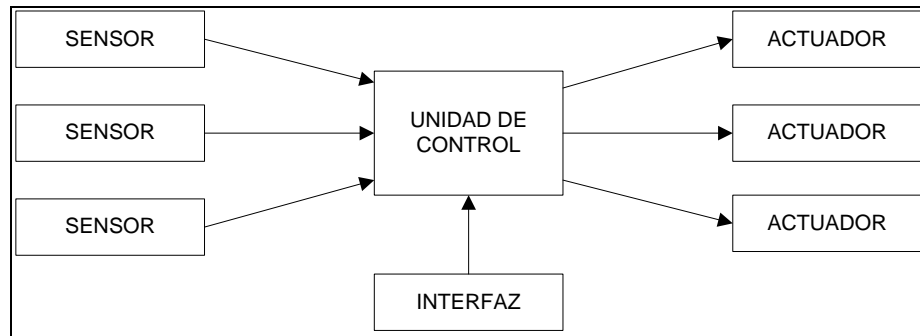 SENSOR
ACTUADOR
SENSOR
UNIDAD DE
CONTROL
ACTUADOR
SENSOR
ACTUADOR
INTERFAZ